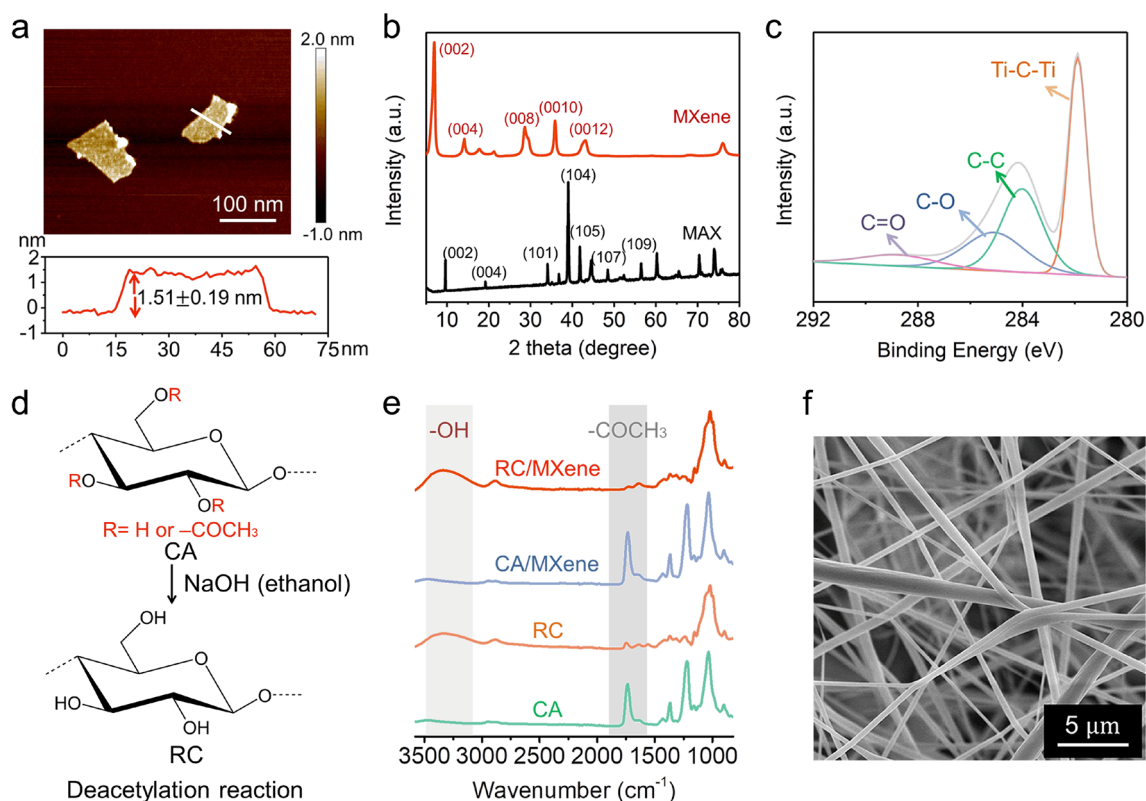 a
2.0 nm
-1.0 nm
100 nm
nm
2
1
0
-1
1.51±0.19 nm
0
15
30
45
60
75nm
b
Intensity (a.u.)
(002)
(004)
(008)
(0010)
(0012)
MXene
(002)
(004)
(101)
(104)
(105)
(107)
(109)
MAX
10
20
30
40
50
60
70
80
2 theta (degree)
c
Intensity (a.u.)
Ti-C-Ti
C-C
C-O
C=O
292
288
284
280
Binding Energy (eV)
d
OR
O
RO
OR
O
R= H or –COCH₃
CA
NaOH (ethanol)
OH
O
HO
OH
O
RC
Deacetylation reaction
e
-OH
-COCH₃
RC/MXene
CA/MXene
RC
CA
3500
3000
2500
2000
1500
1000
Wavenumber (cm⁻¹)
f
5 μm